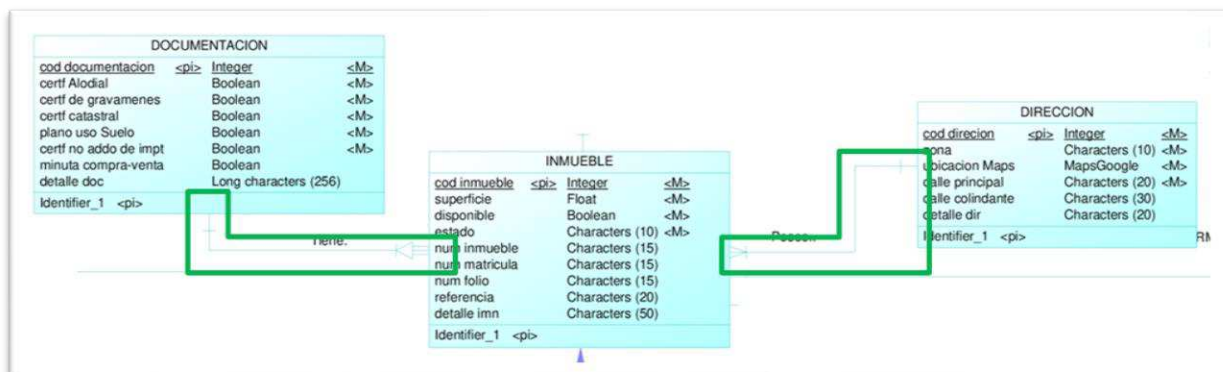 DOCUMENTACION
cod documentacion <pi> Integer <M>
certf Alodial Boolean <M>
certf de gravamenes Boolean <M>
certf catastral Boolean <M>
plano uso Suelo Boolean <M>
certf no addo de impt Boolean <M>
minuta compra-venta Boolean
detalle doc Long characters (256)
Identifier_1 <pi>
Tiene.
INMUEBLE
cod inmueble <pi> Integer <M>
superficie Float <M>
disponible Boolean <M>
estado Characters (10) <M>
num inmueble Characters (15)
num matricula Characters (15)
num folio Characters (15)
referencia Characters (20)
detalle imn Characters (50)
Identifier_1 <pi>
DIRECCION
cod direcion <pi> Integer <M>
zona Characters (10) <M>
ubicacion Maps MapsGoogle <M>
calle principal Characters (20) <M>
calle colindante Characters (30)
detalle dir Characters (20)
Identifier_1 <pi>